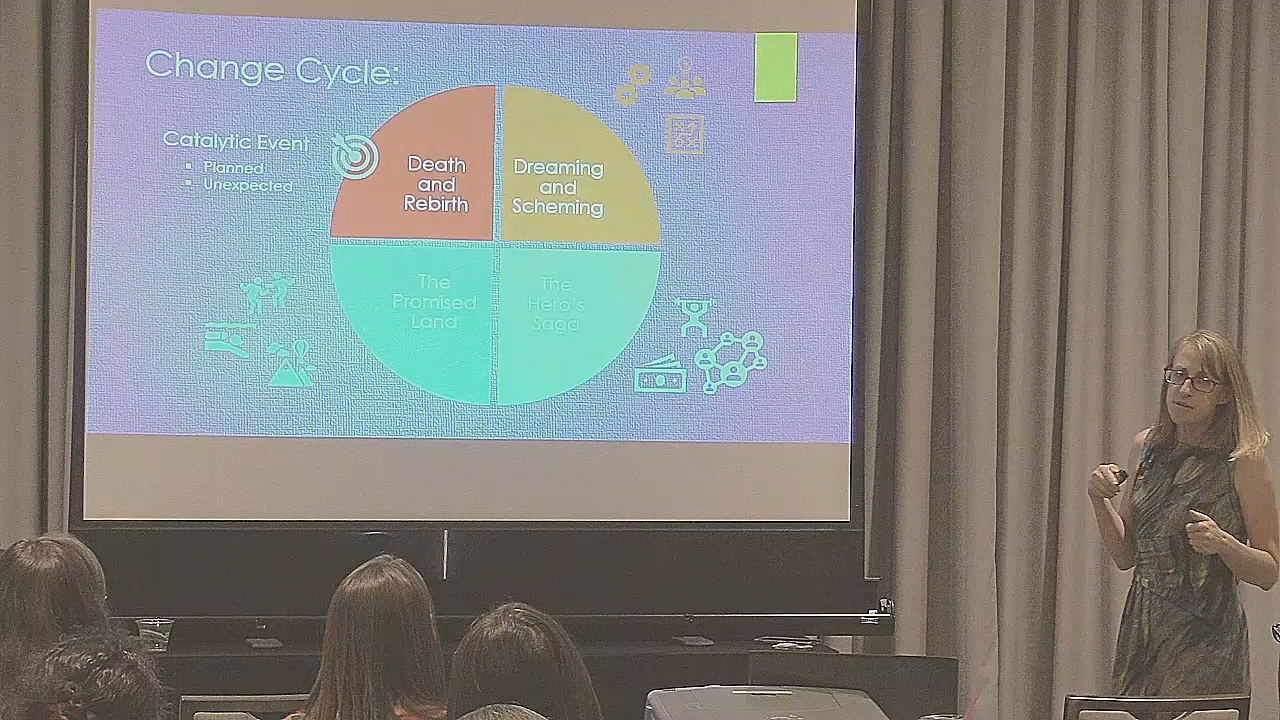 Change Cycle:
Catalytic Event
Planned
Unexpected
Death
and
Rebirth
Dreaming
and
Scheming
The
Promised
Land
The
Hero's
Saga